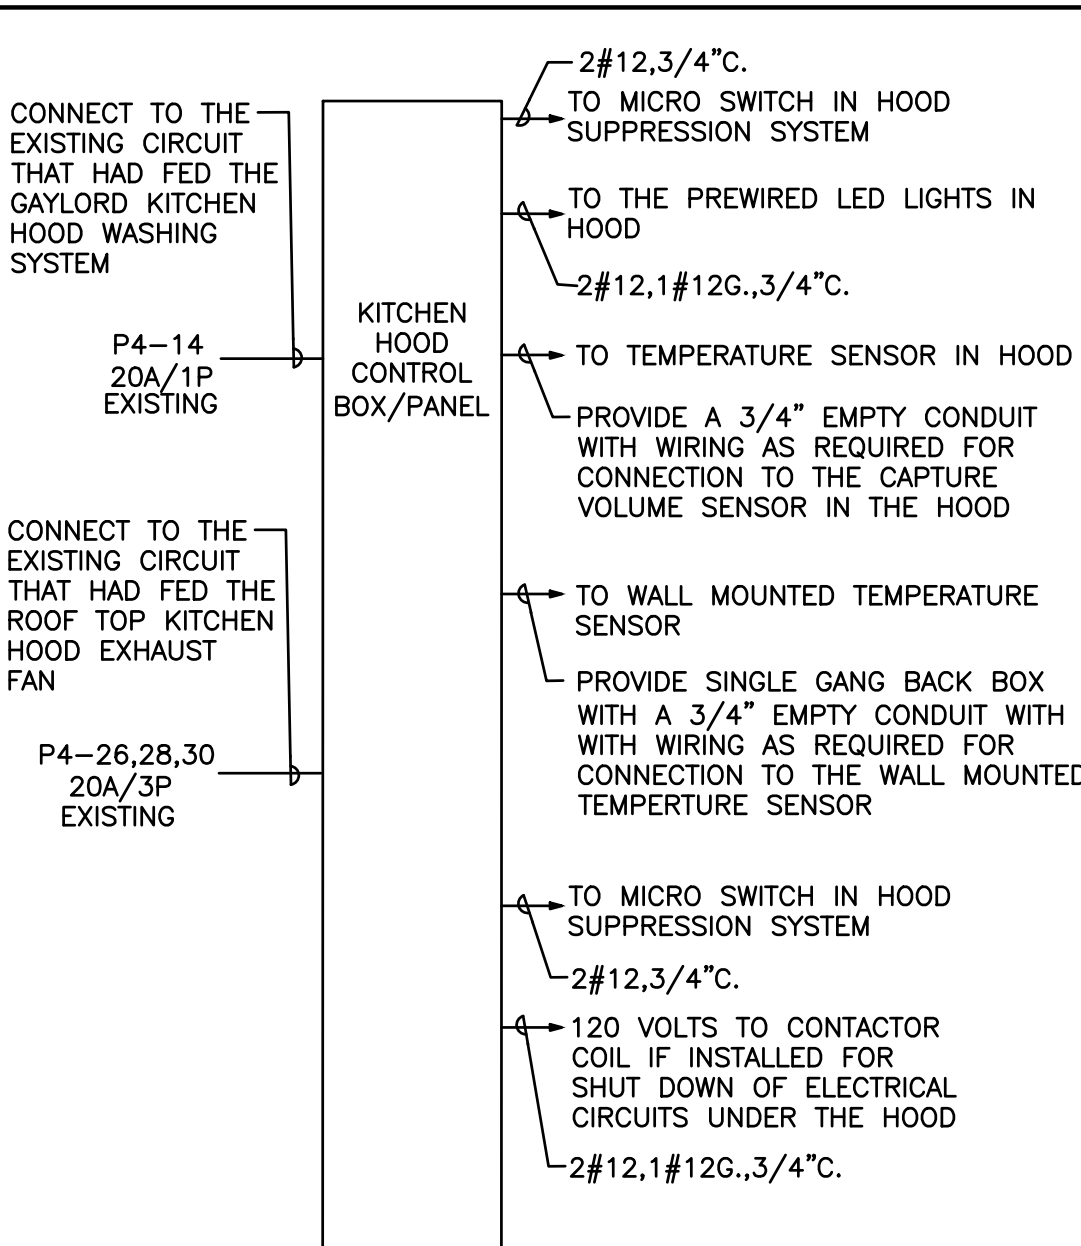 CONNECT TO THE
EXISTING CIRCUIT
THAT HAD FED THE
GAYLORD KITCHEN
HOOD WASHING
SYSTEM
P4-14
20A/1P
EXISTING
CONNECT TO THE
EXISTING CIRCUIT
THAT HAD FED THE
ROOF TOP KITCHEN
HOOD EXHAUST
FAN
P4-26,28,30
20A/3P
EXISTING
KITCHEN
HOOD
CONTROL
BOX/PANEL
2#12,3/4"C.
TO MICRO SWITCH IN HOOD
SUPPRESSION SYSTEM
TO THE PREWIRED LED LIGHTS IN
HOOD
2#12,1#12G.,3/4"C.
TO TEMPERATURE SENSOR IN HOOD
PROVIDE A 3/4" EMPTY CONDUIT
WITH WIRING AS REQUIRED FOR
CONNECTION TO THE CAPTURE
VOLUME SENSOR IN THE HOOD
TO WALL MOUNTED TEMPERATURE
SENSOR
PROVIDE SINGLE GANG BACK BOX
WITH A 3/4" EMPTY CONDUIT WITH
WITH WIRING AS REQUIRED FOR
CONNECTION TO THE WALL MOUNTED
TEMPERTURE SENSOR
TO MICRO SWITCH IN HOOD
SUPPRESSION SYSTEM
2#12,3/4"C.
120 VOLTS TO CONTACTOR
COIL IF INSTALLED FOR
SHUT DOWN OF ELECTRICAL
CIRCUITS UNDER THE HOOD
2#12,1#12G.,3/4"C.